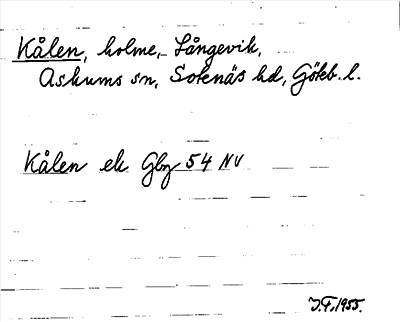 Kålen, holme, Långevik,
Askums sn, Sotenäs hd, Göteb. l.
Kålen ek Gbg 54 NV
J.F. 1955.